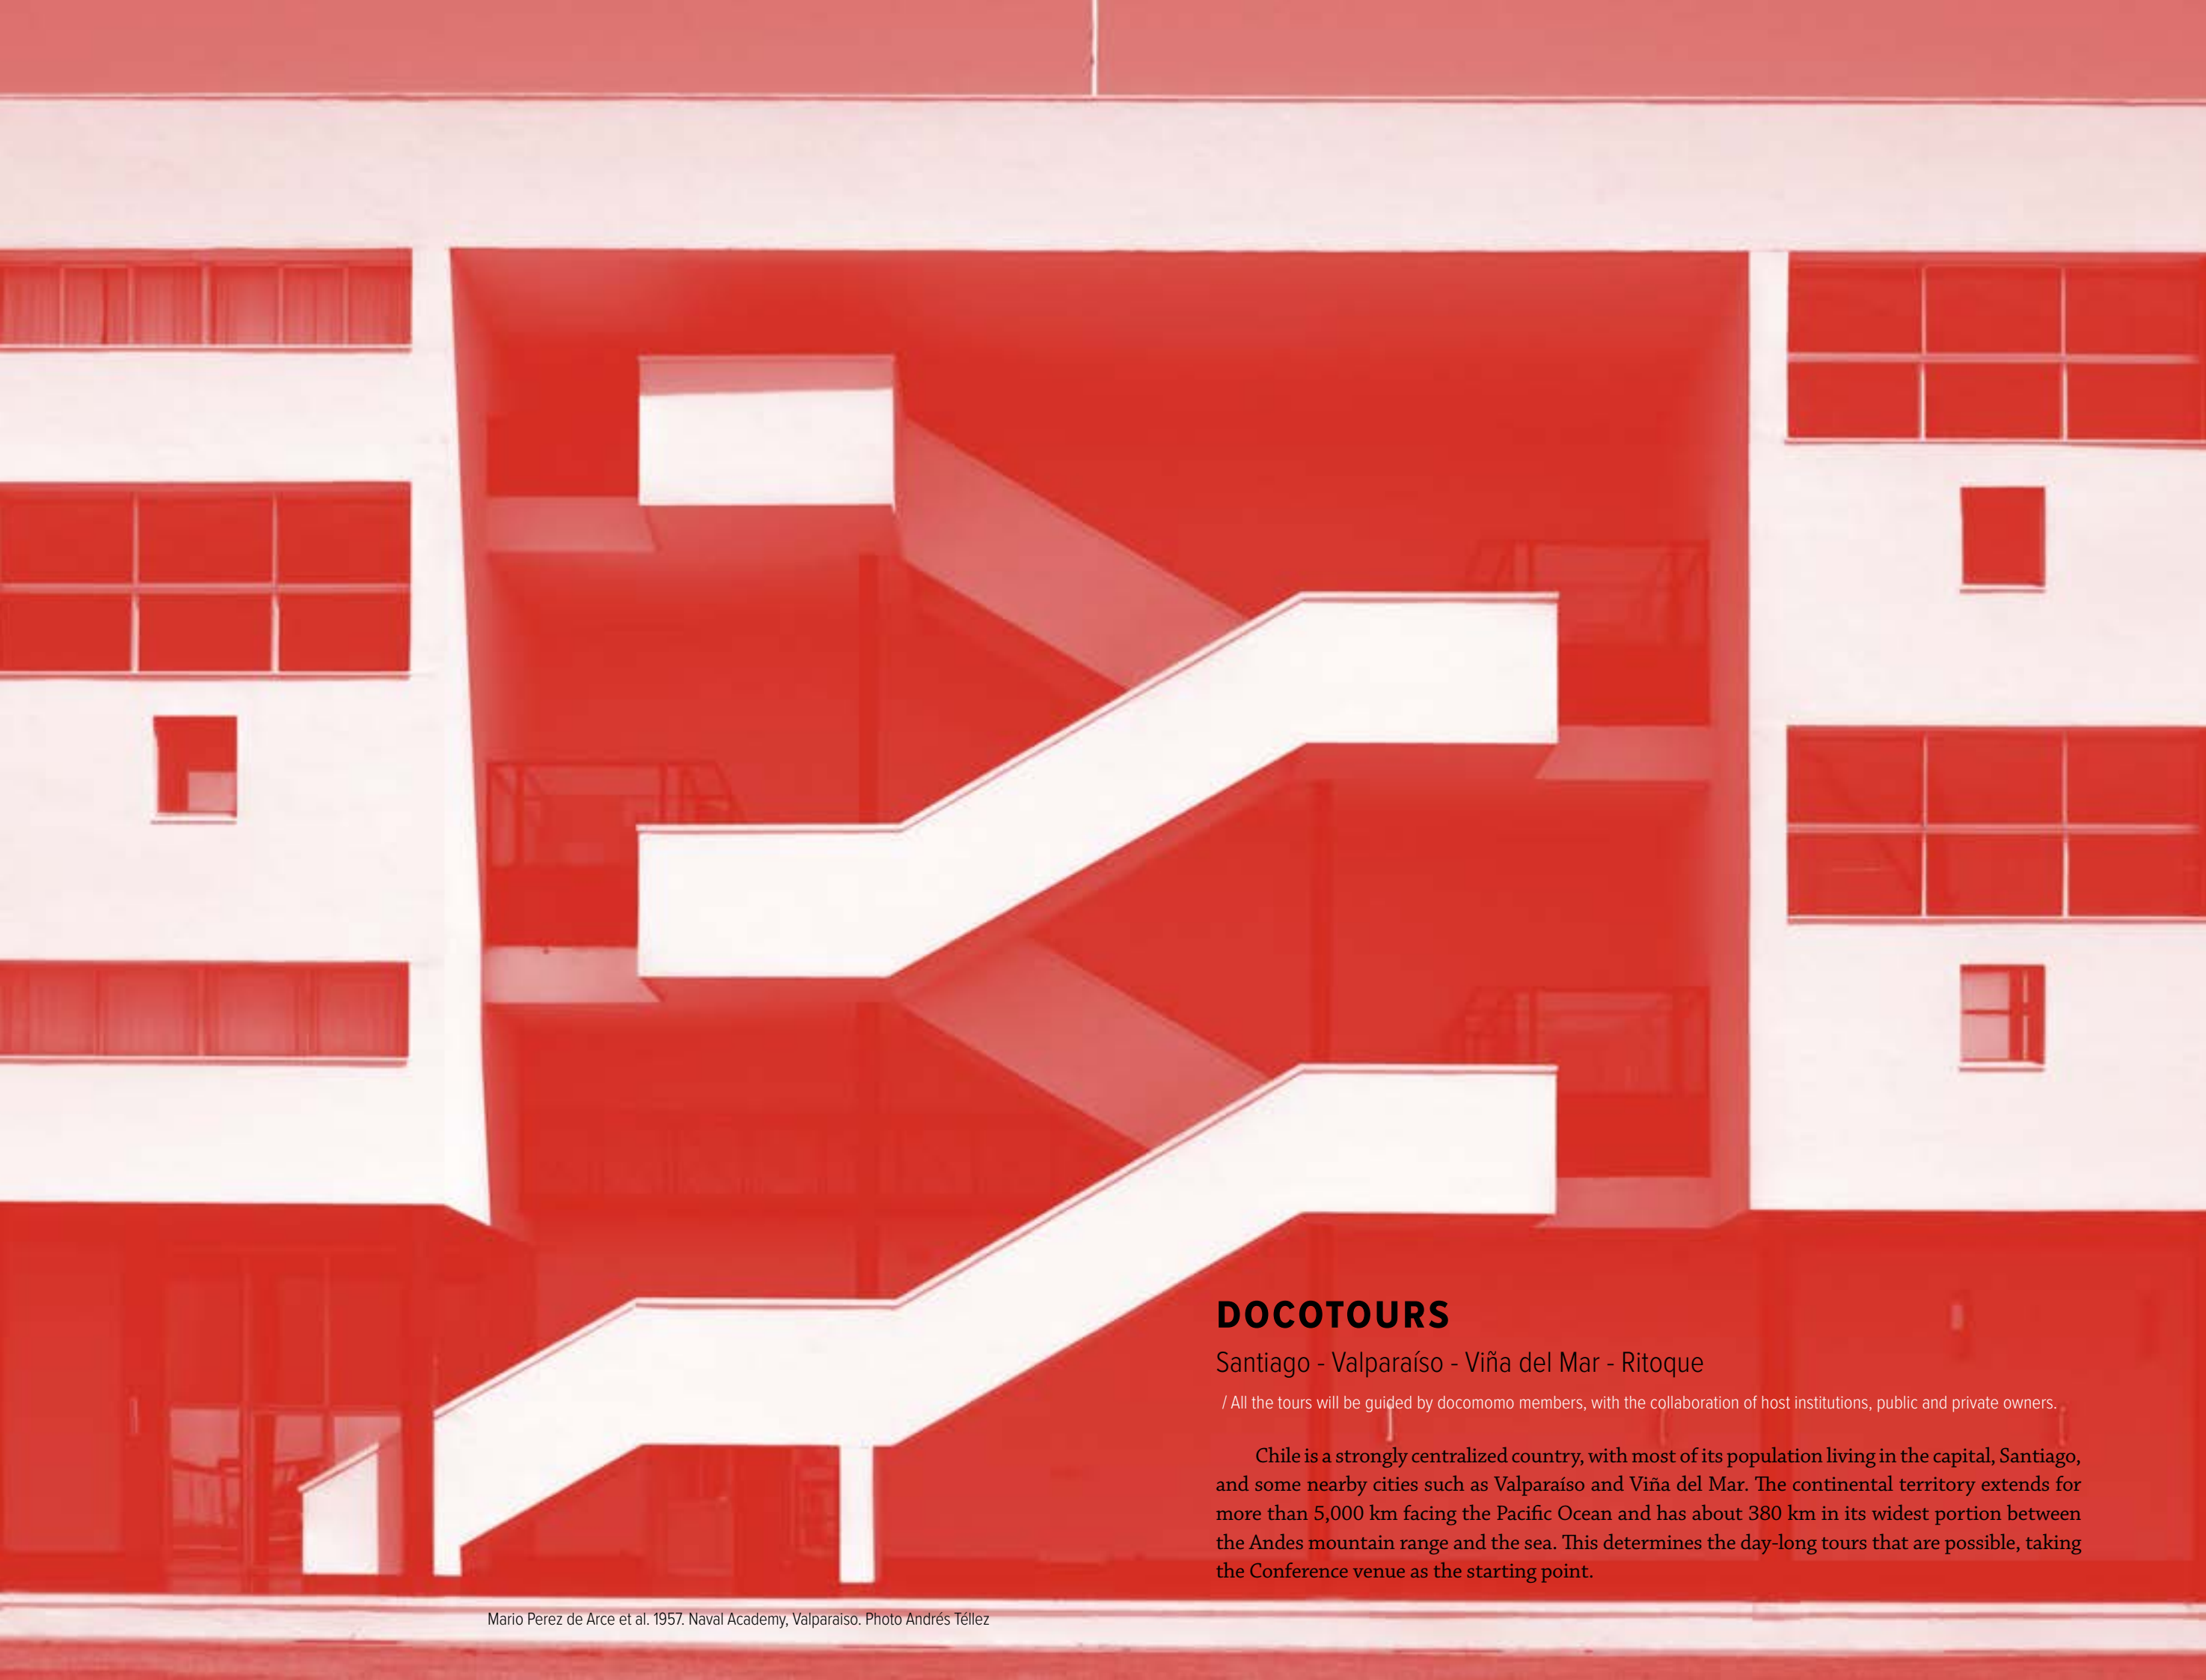 DOCOTOURS
Santiago - Valparaíso - Viña del Mar - Ritoque
/ All the tours will be guided by docomomo members, with the collaboration of host institutions, public and private owners.
Chile is a strongly centralized country, with most of its population living in the capital, Santiago,
and some nearby cities such as Valparaíso and Viña del Mar. The continental territory extends for
more than 5,000 km facing the Pacific Ocean and has about 380 km in its widest portion between
the Andes mountain range and the sea. This determines the day-long tours that are possible, taking
the Conference venue as the starting point.
Mario Perez de Arce et al. 1957. Naval Academy, Valparaiso. Photo Andrés Téllez